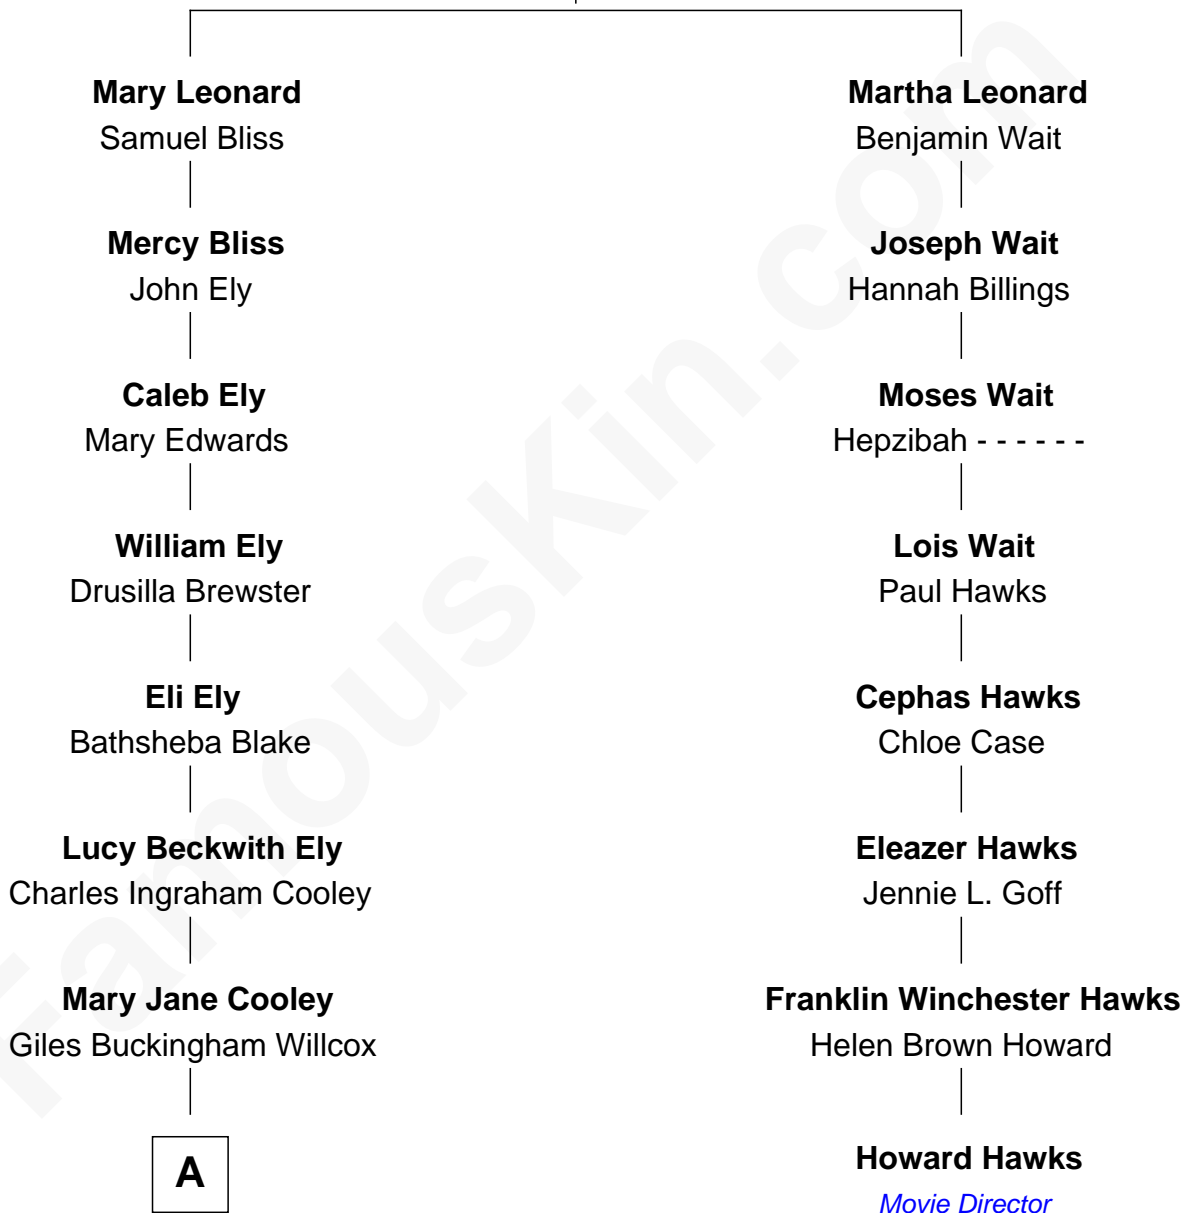 Mary Leonard
Samuel Bliss
Mercy Bliss
John Ely
Caleb Ely
Mary Edwards
William Ely
Drusilla Brewster
Eli Ely
Bathsheba Blake
Lucy Beckwith Ely
Charles Ingraham Cooley
Mary Jane Cooley
Giles Buckingham Willcox
A
Martha Leonard
Benjamin Wait
Joseph Wait
Hannah Billings
Moses Wait
Hepzibah - - - - - -
Lois Wait
Paul Hawks
Cephas Hawks
Chloe Case
Eleazer Hawks
Jennie L. Goff
Franklin Winchester Hawks
Helen Brown Howard
Howard Hawks
Movie Director
FamousKin.com